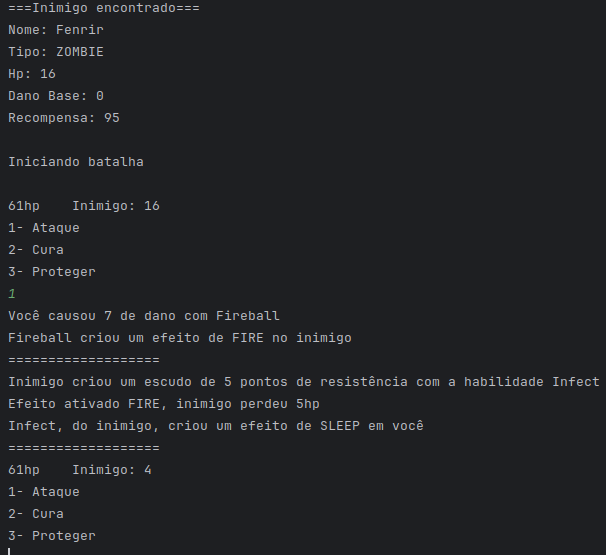 ===Inimigo encontrado===
Nome: Fenrir
Tipo: ZOMBIE
Hp: 16
Dano Base: 0
Recompensa: 95
Iniciando batalha
61hp    Inimigo: 16
1- Ataque
2- Cura
3- Proteger
1
Você causou 7 de dano com Fireball
Fireball criou um efeito de FIRE no inimigo
===================
Inimigo criou um escudo de 5 pontos de resistência com a habilidade Infect
Efeito ativado FIRE, inimigo perdeu 5hp
Infect, do inimigo, criou um efeito de SLEEP em você
===================
61hp    Inimigo: 4
1- Ataque
2- Cura
3- Proteger